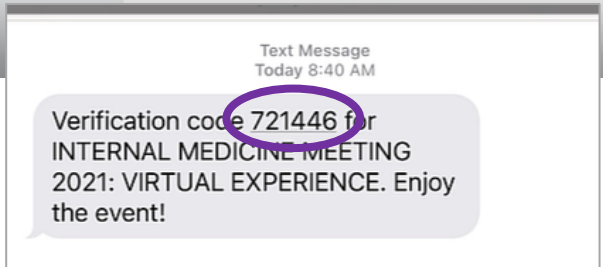 Text Message
Today 8:40 AM
Verification code 721446 for
INTERNAL MEDICINE MEETING
2021: VIRTUAL EXPERIENCE. Enjoy
the event!